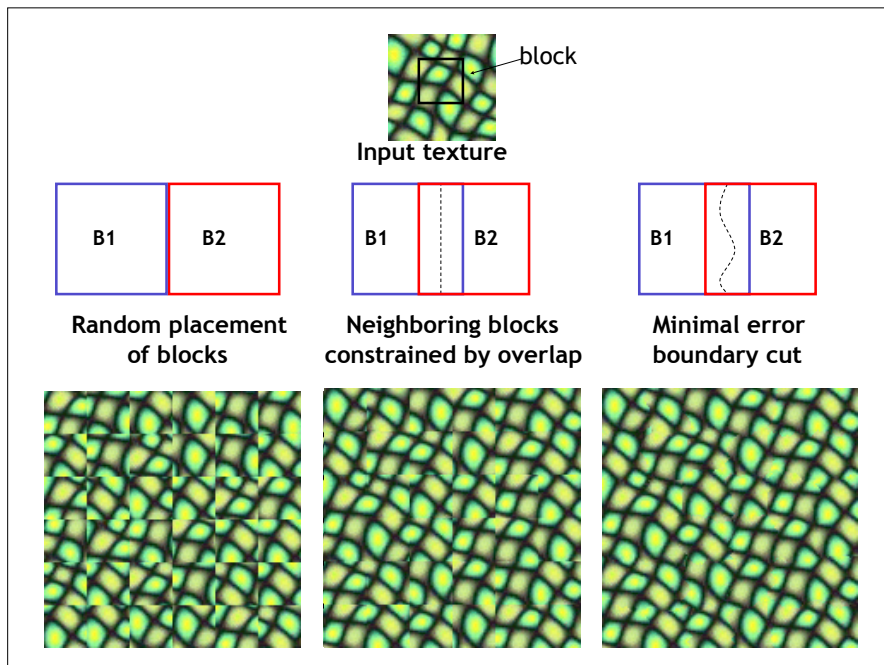 block
Input texture
B1
B2
B1
B2
B1
B2
Random placement
of blocks
Neighboring blocks
constrained by overlap
Minimal error
boundary cut